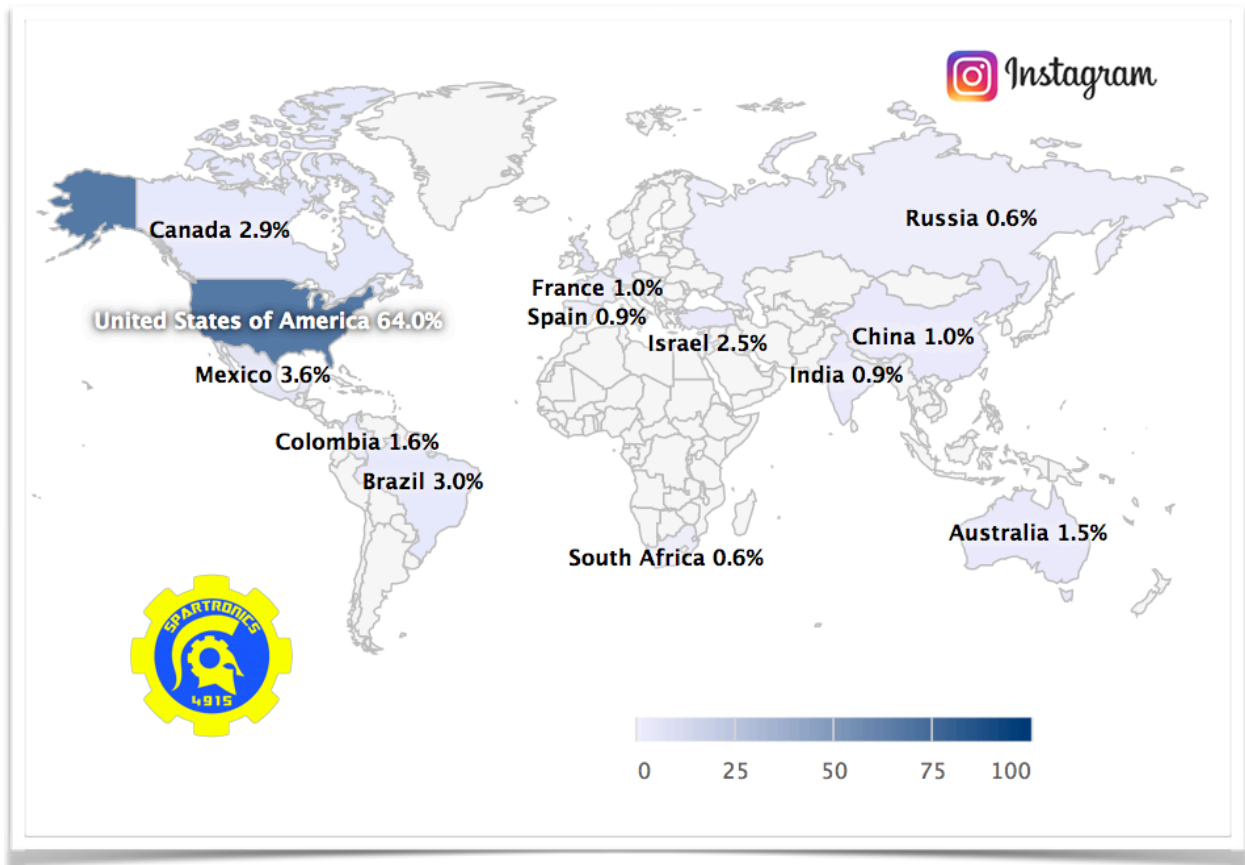 Instagram
Canada 2.9%
Russia 0.6%
France 1.0%
United States of America 64.0%
Spain 0.9%
Israel 2.5%
China 1.0%
Mexico 3.6%
India 0.9%
Colombia 1.6%
Brazil 3.0%
Australia 1.5%
South Africa 0.6%
SPARTRONICS
4915
0 25 50 75 100